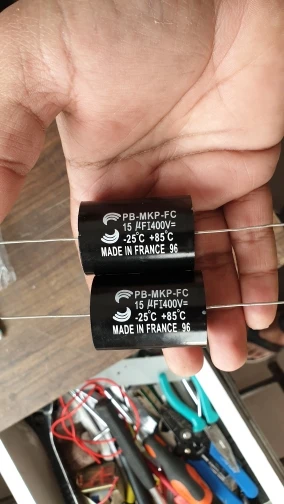 PB-MKP-FC
15 µF 400V=
-25°C +85°C
MADE IN FRANCE 96
PB-MKP-FC
15 µF 400V=
-25°C +85°C
MADE IN FRANCE 96